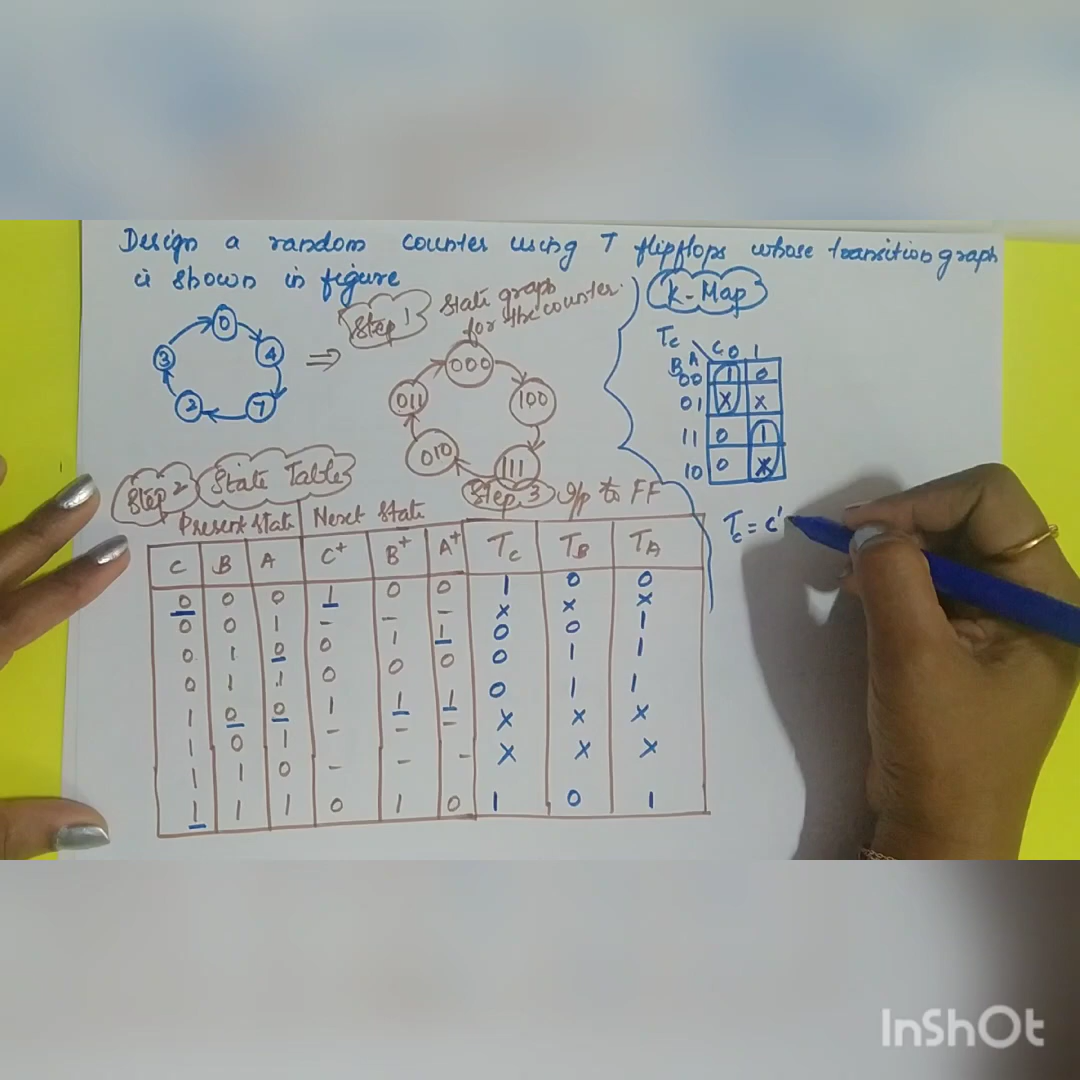 Design a random counter using T flipflops whose transition graph
is shown in figure
0
4
7
2
3
⇒
Step 1 State graph
for the counter.
000
100
111
010
011
K-Map
Tc C 0 1
BA
00 1 0
01 X X
11 0 1
10 0 X
Tc = C'
Step 2 State Table
Step 3 I/p to FF
Present state Next state
C B A C+ B+ A+ Tc TB TA
0 0 0 1 0 0 1 0 0
0 0 1 – – – X X X
0 1 0 0 1 1 0 0 1
0 1 1 0 0 0 0 1 1
1 0 0 1 1 1 0 1 1
1 0 1 – – – X X X
1 1 0 – – – X X X
1 1 1 0 1 0 1 0 1
InShOt